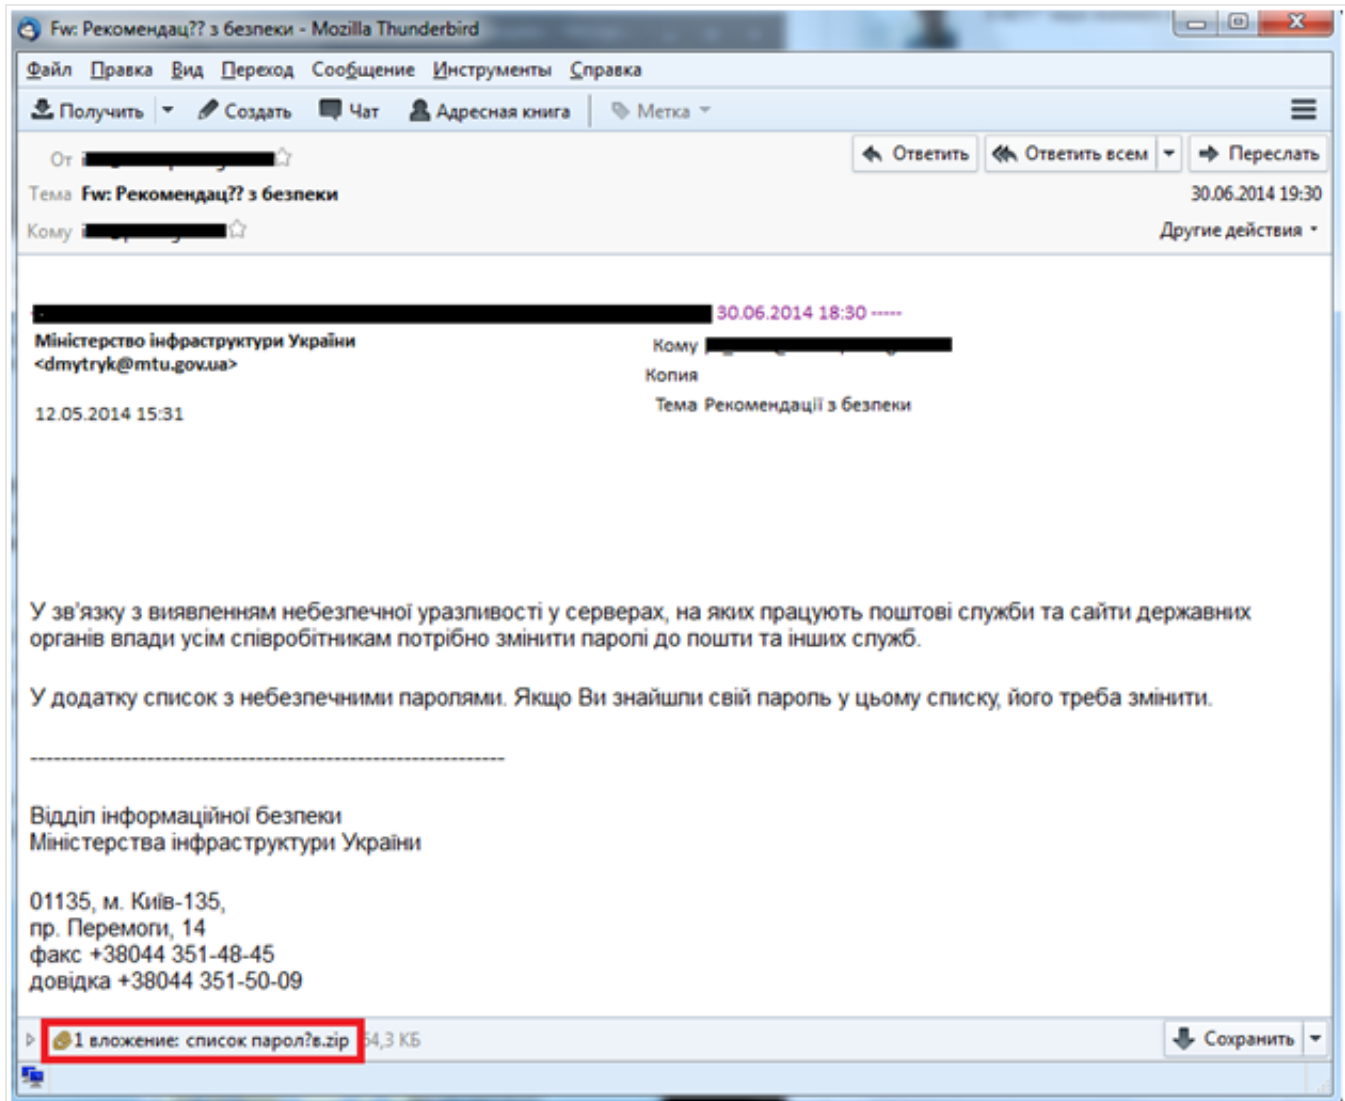 Fw: Рекомендац?? з безпеки - Mozilla Thunderbird
Файл Правка Вид Переход Сообщение Инструменты Справка
Получить Создать Чат Адресная книга Метка
От Ответить Ответить всем Переслать
Тема Fw: Рекомендац?? з безпеки 30.06.2014 19:30
Кому Другие действия
30.06.2014 18:30 -----
Міністерство інфраструктури України
<dmytryk@mtu.gov.ua>
12.05.2014 15:31
Кому
Копия
Тема Рекомендації з безпеки
У зв'язку з виявленням небезпечної уразливості у серверах, на яких працують поштові служби та сайти державних
органів влади усім співробітникам потрібно змінити паролі до пошти та інших служб.
У додатку список з небезпечними паролями. Якщо Ви знайшли свій пароль у цьому списку, його треба змінити.
------------------------------------------------------------
Відділ інформаційної безпеки
Міністерства інфраструктури України
01135, м. Київ-135,
пр. Перемоги, 14
факс +38044 351-48-45
довідка +38044 351-50-09
1 вложение: список парол?в.zip 54,3 КБ Сохранить